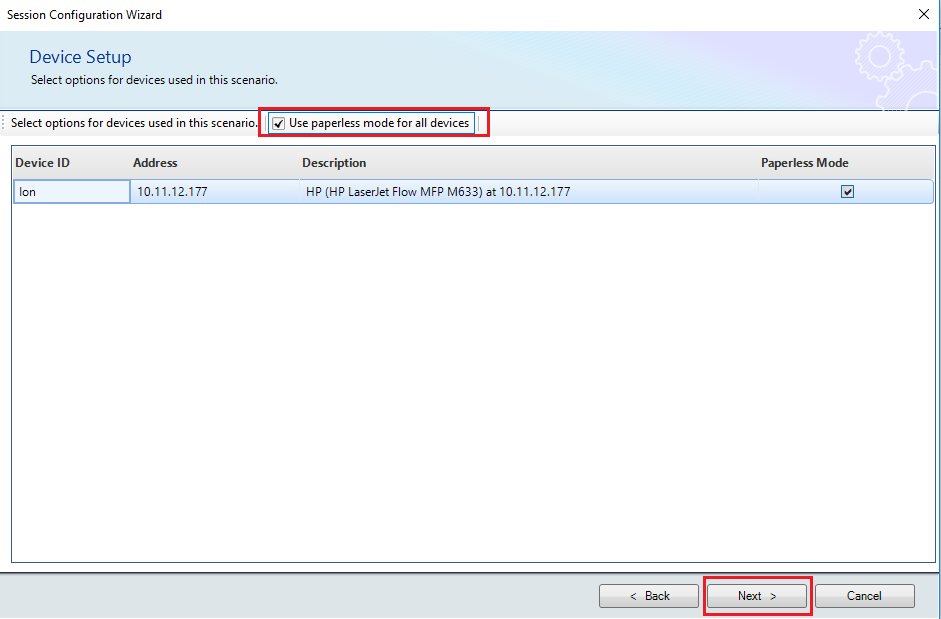 Session Configuration Wizard
Device Setup
Select options for devices used in this scenario.
Select options for devices used in this scenario. Use paperless mode for all devices
Device ID Address Description Paperless Mode
lon 10.11.12.177 HP (HP LaserJet Flow MFP M633) at 10.11.12.177
< Back Next > Cancel